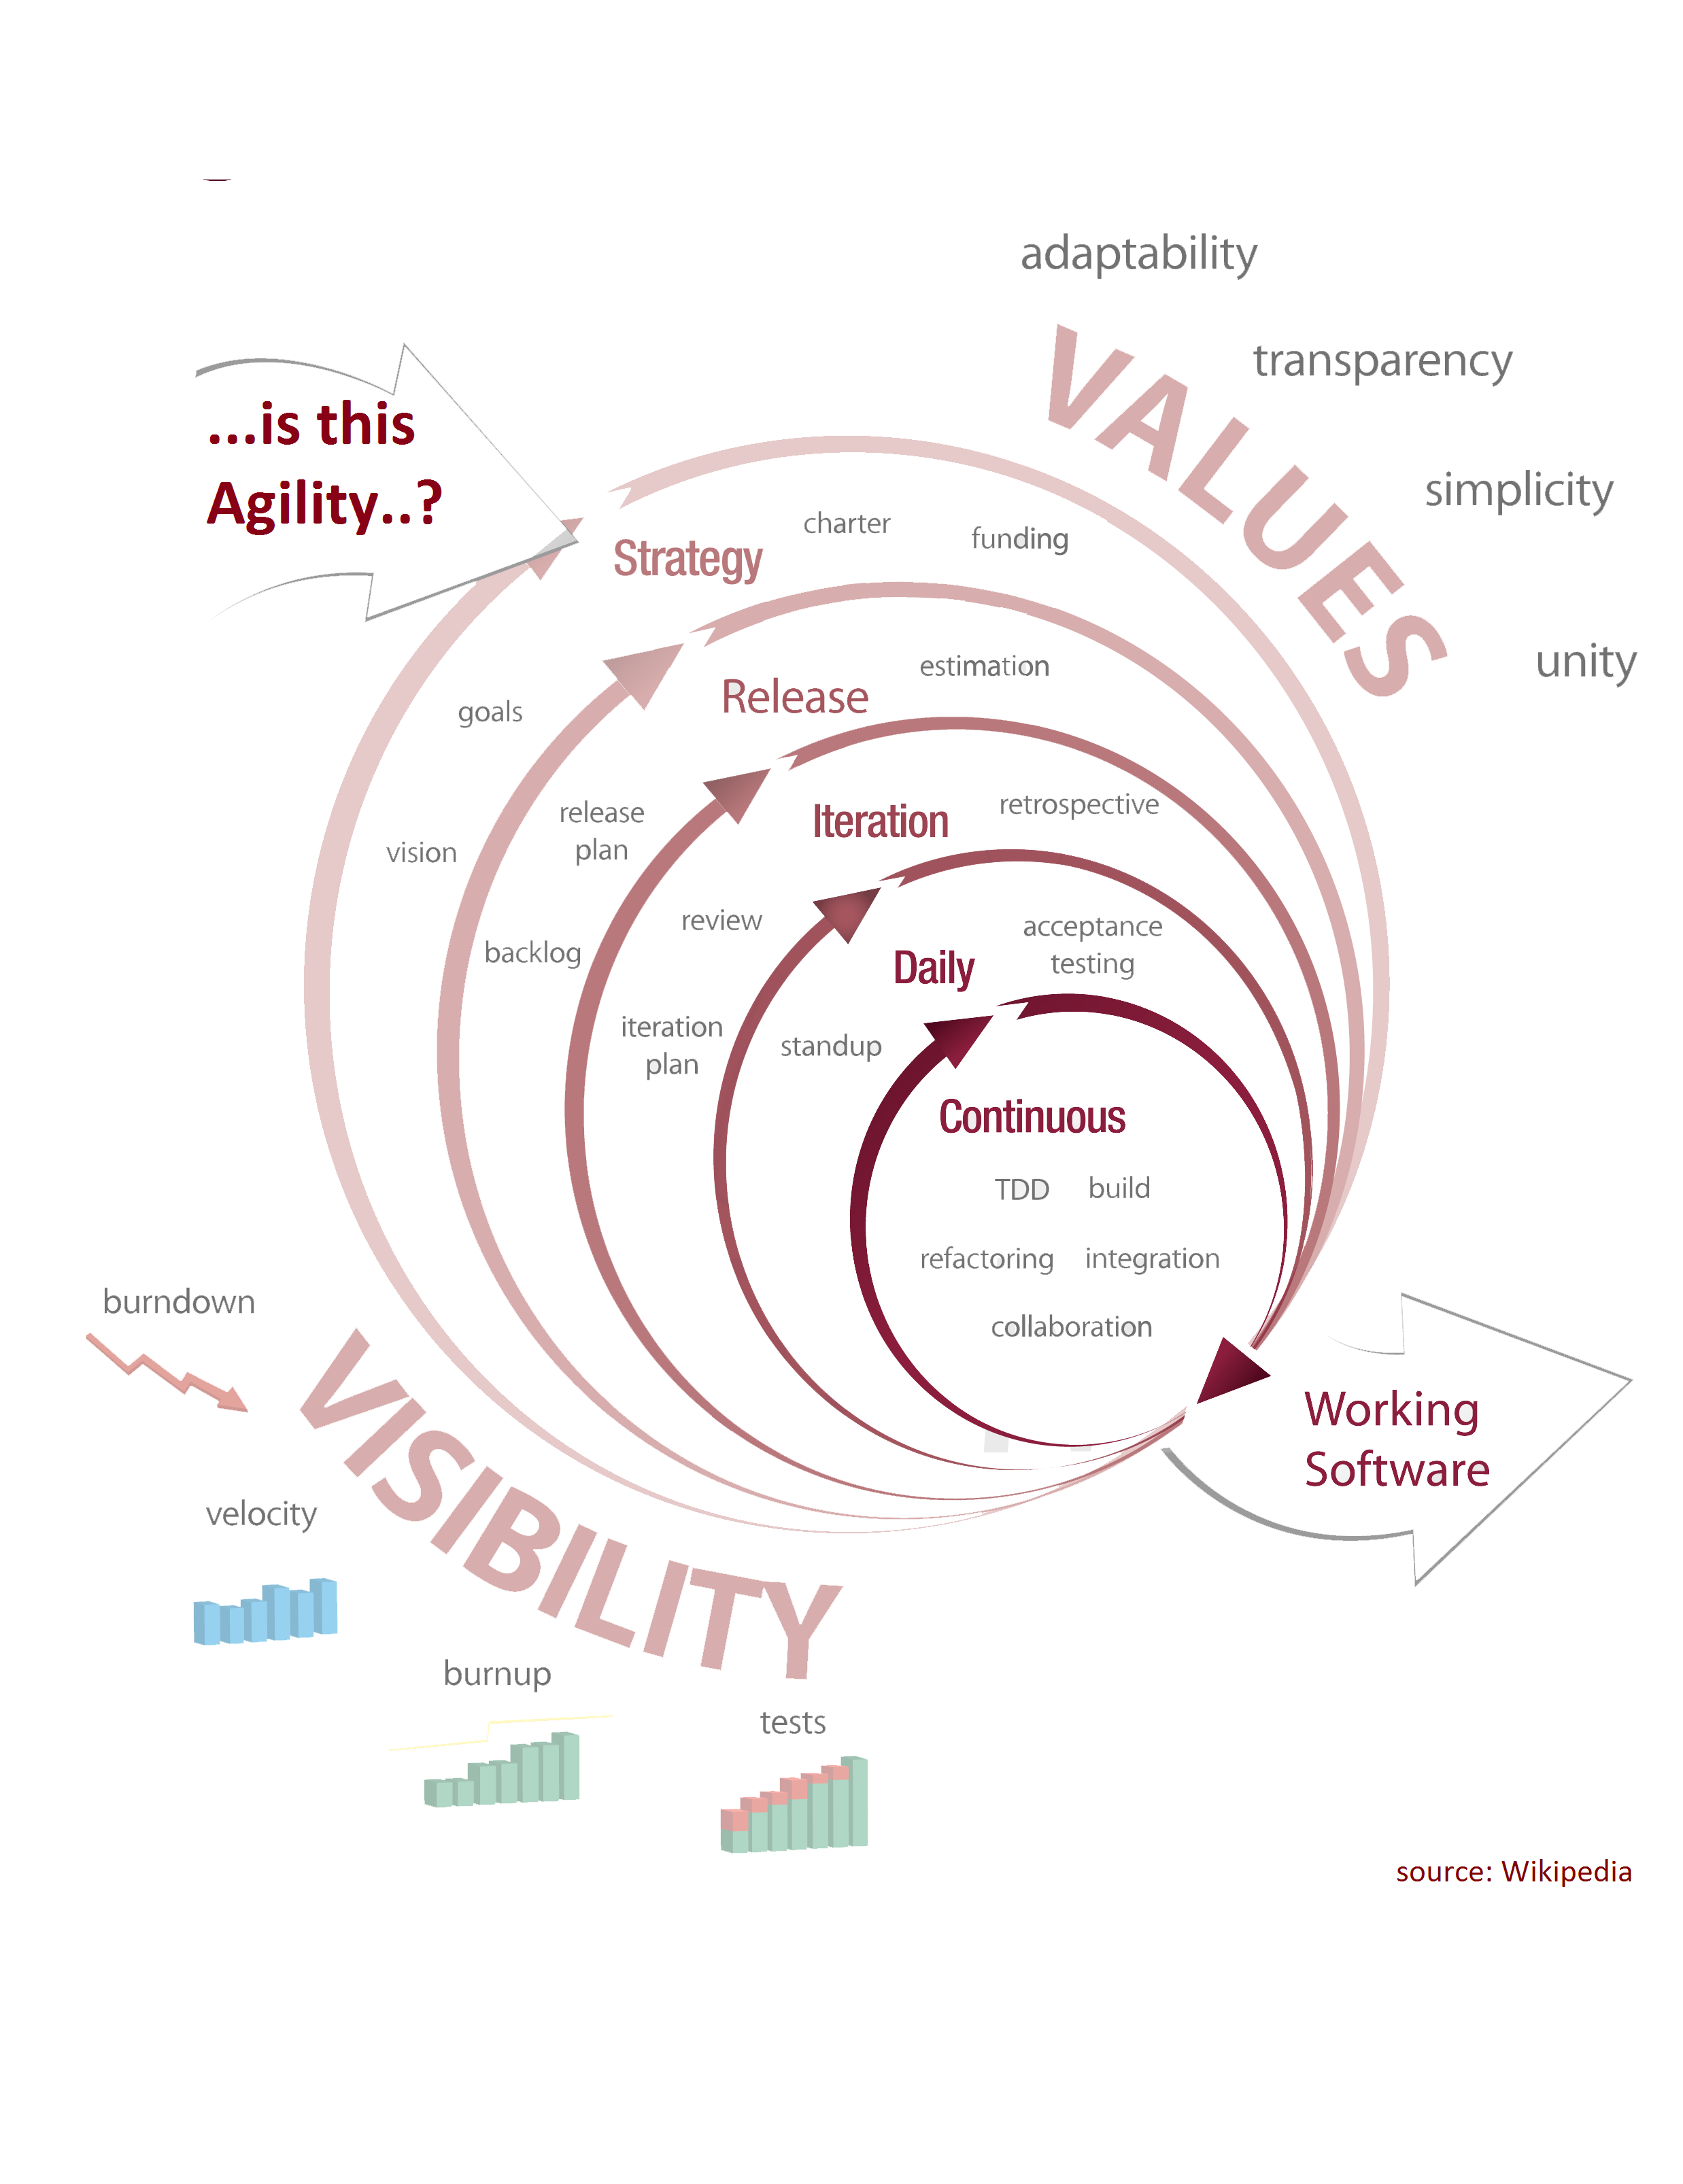 adaptability
VALUES
transparency
simplicity
unity
...is this
Agility..?
Strategy
charter
funding
goals
vision
Release
estimation
release
plan
backlog
Iteration
retrospective
review
iteration
plan
Daily
acceptance
testing
standup
Continuous
TDD build
refactoring integration
collaboration
Working
Software
VISIBILITY
burndown
velocity
burnup
tests
source: Wikipedia